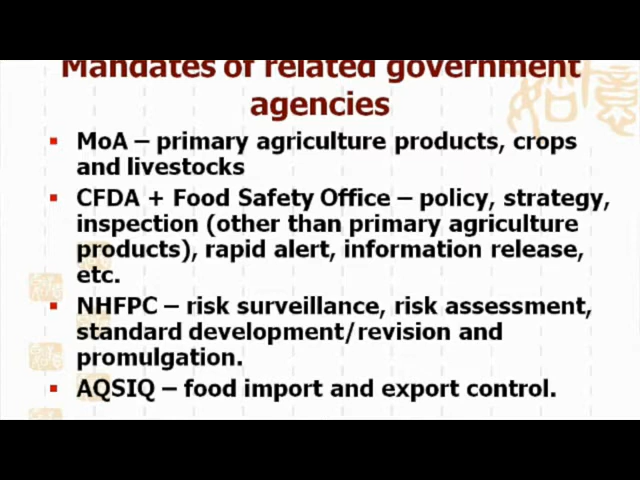 Mandates of related government
agencies
▪ MoA – primary agriculture products, crops
and livestocks
▪ CFDA + Food Safety Office – policy, strategy,
inspection (other than primary agriculture
products), rapid alert, information release,
etc.
▪ NHFPC – risk surveillance, risk assessment,
standard development/revision and
promulgation.
▪ AQSIQ – food import and export control.